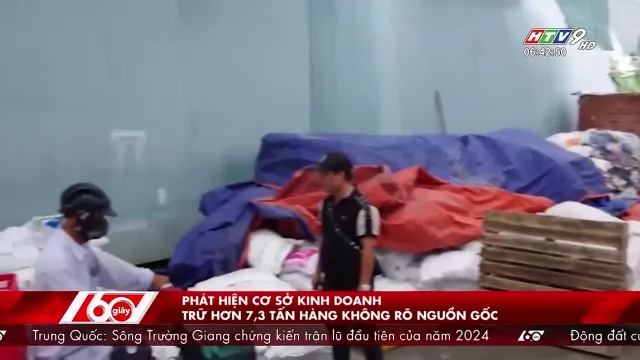 HTV9 HD
06:42:50
60 giây
PHÁT HIỆN CƠ SỞ KINH DOANH
TRỮ HƠN 7,3 TẤN HÀNG KHÔNG RÕ NGUỒN GỐC
Trung Quốc: Sông Trường Giang chứng kiến trận lũ đầu tiên của năm 2024 60 Động đất c